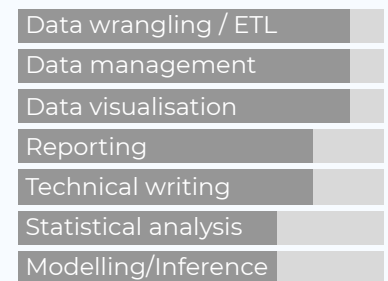 Data wrangling / ETL
Data management
Data visualisation
Reporting
Technical writing
Statistical analysis
Modelling/Inference